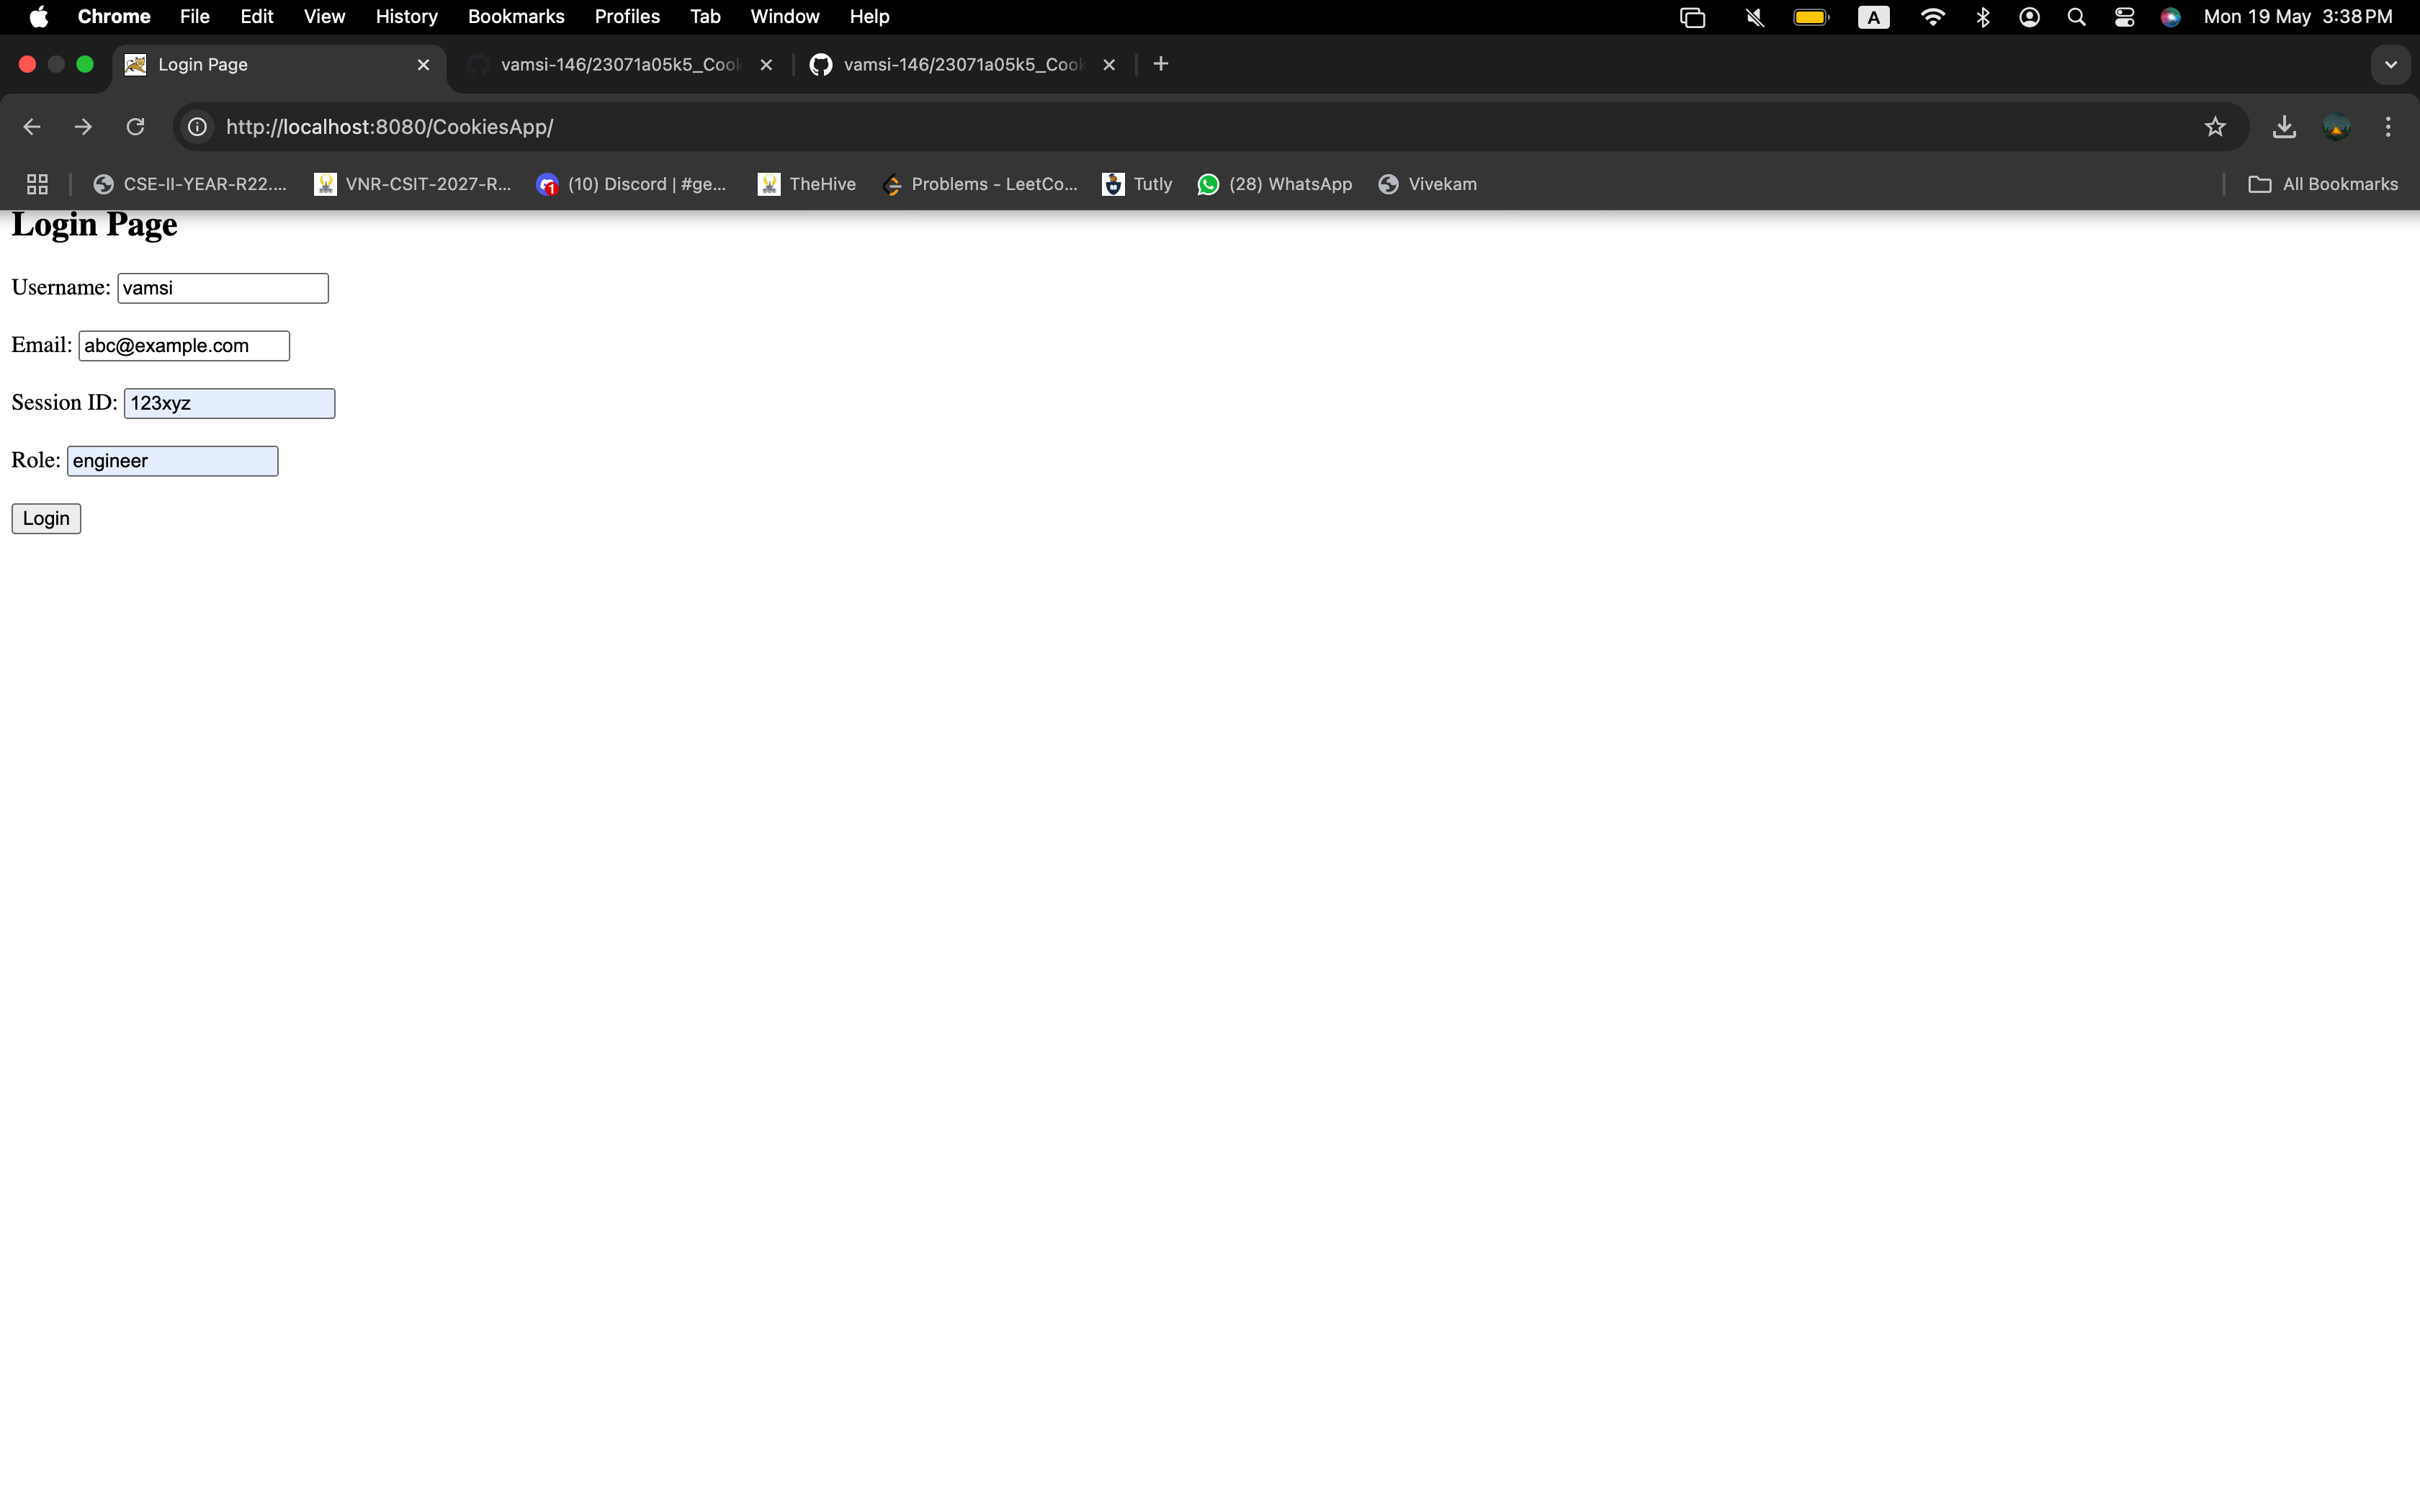 Chrome File Edit View History Bookmarks Profiles Tab Window Help A Mon 19 May 3:38 PM
Login Page vamsi-146/23071a05k5_Cook vamsi-146/23071a05k5_Cook
http://localhost:8080/CookiesApp/
CSE-II-YEAR-R22.... VNR-CSIT-2027-R... 1 (10) Discord | #ge... TheHive Problems - LeetCo... Tutly (28) WhatsApp Vivekam All Bookmarks
Login Page
Username: vamsi
Email: abc@example.com
Session ID: 123xyz
Role: engineer
Login